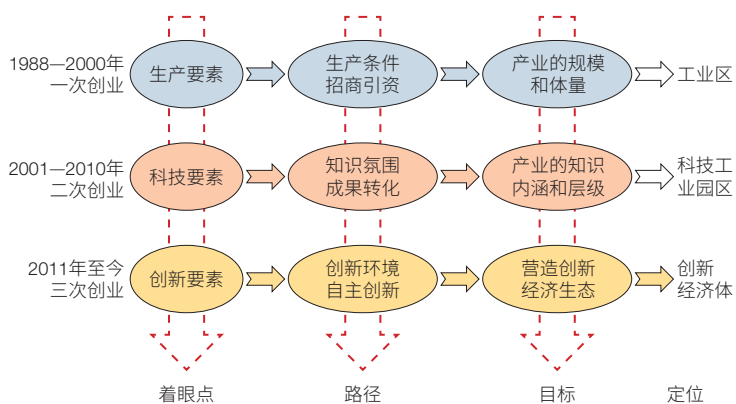 1988—2000年
一次创业
生产要素
生产条件
招商引资
产业的规模
和体量
工业区
2001—2010年
二次创业
科技要素
知识氛围
成果转化
产业的知识
内涵和层级
科技工
业园区
2011年至今
三次创业
创新要素
创新环境
自主创新
营造创新
经济生态
创新
经济体
着眼点
路径
目标
定位